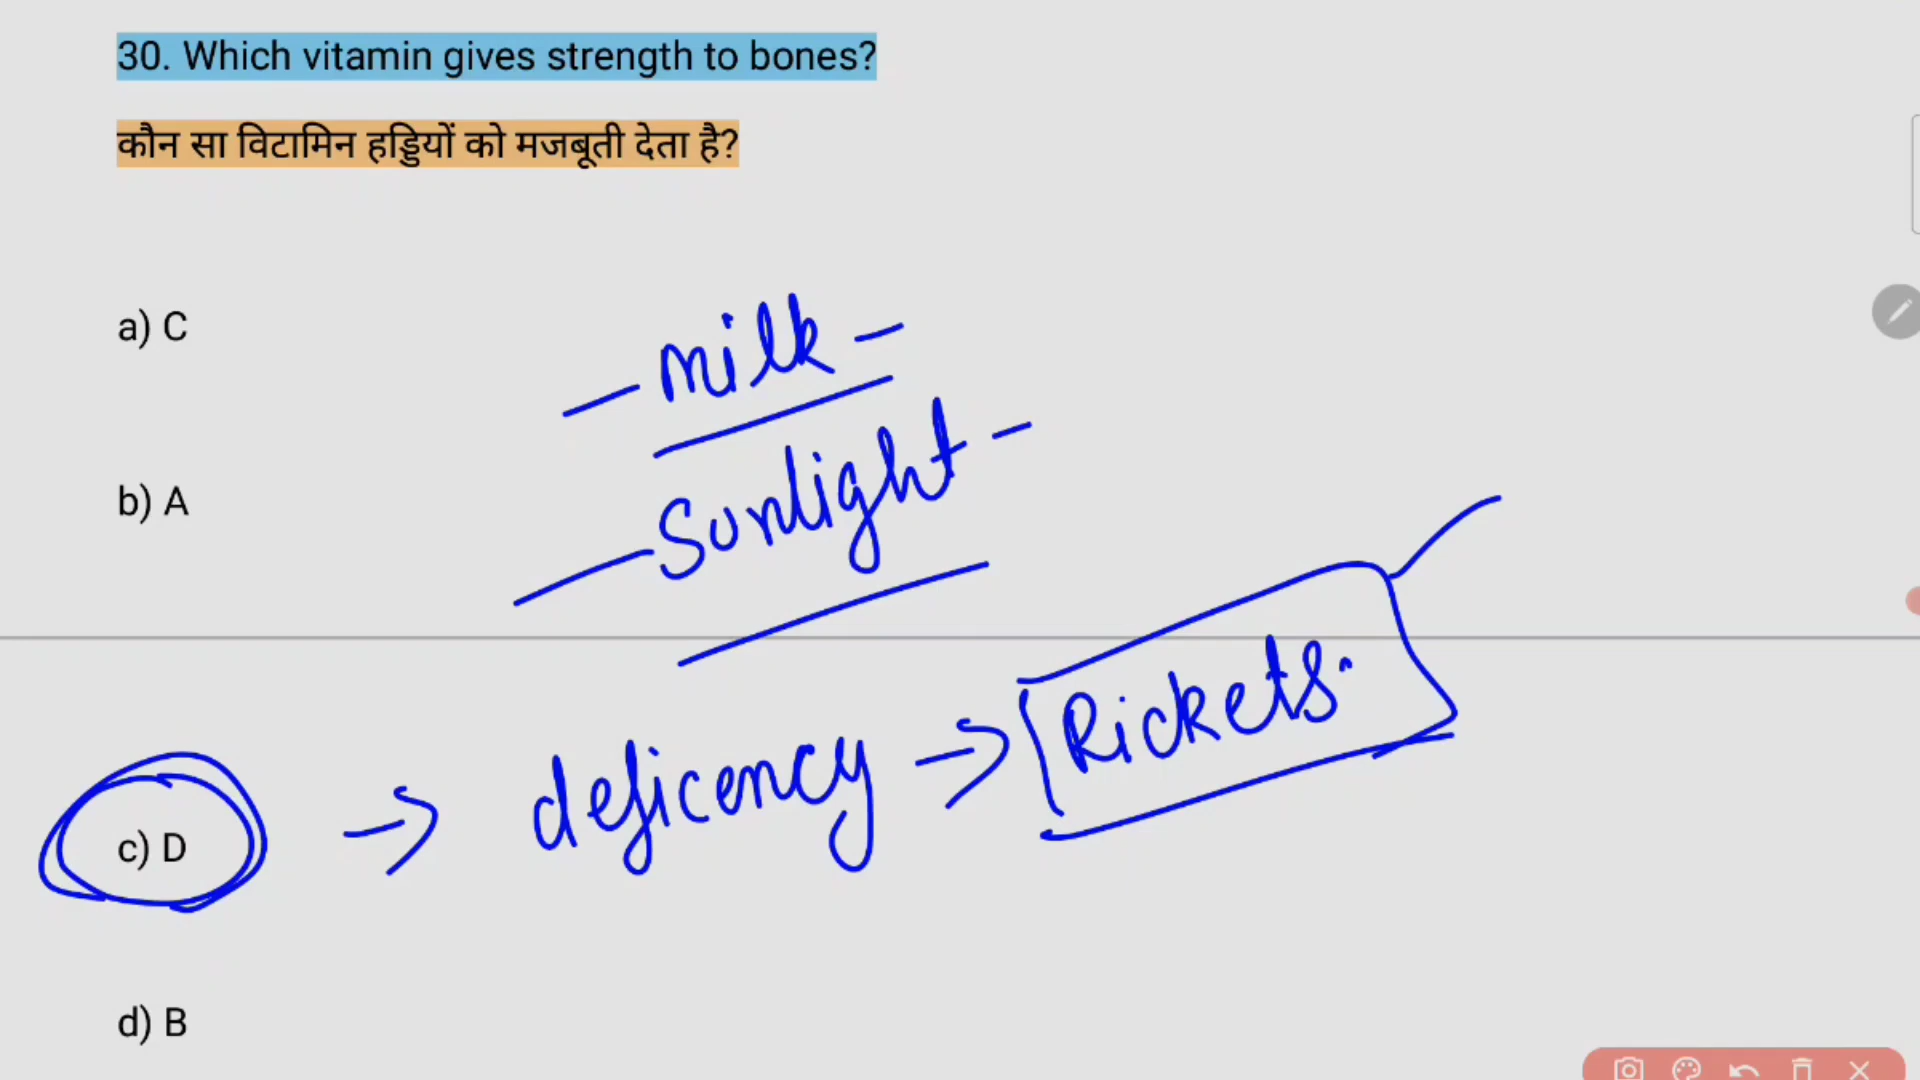 30. Which vitamin gives strength to bones?
कौन सा विटामिन हड्डियों को मजबूती देता है?
a) C
milk
b) A
Sunlight
c) D → deficency → Rickets.
d) B